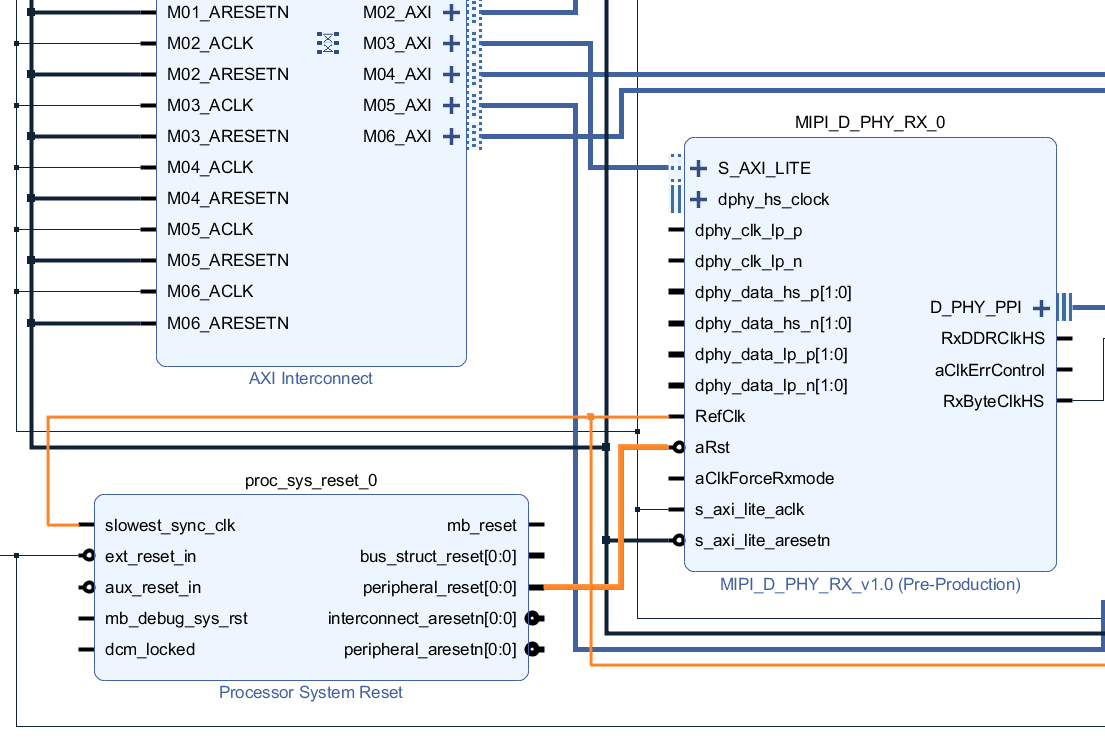 M01_ARESETN
M02_AXI
M02_ACLK
M03_AXI
M02_ARESETN
M04_AXI
M03_ACLK
M05_AXI
M03_ARESETN
M06_AXI
M04_ACLK
M04_ARESETN
M05_ACLK
M05_ARESETN
M06_ACLK
M06_ARESETN
AXI Interconnect
MIPI_D_PHY_RX_0
S_AXI_LITE
dphy_hs_clock
dphy_clk_lp_p
dphy_clk_lp_n
dphy_data_hs_p[1:0]
dphy_data_hs_n[1:0]
dphy_data_lp_p[1:0]
dphy_data_lp_n[1:0]
RefClk
aRst
aClkForceRxmode
s_axi_lite_aclk
s_axi_lite_aresetn
D_PHY_PPI
RxDDRClkHS
aClkErrControl
RxByteClkHS
MIPI_D_PHY_RX_v1.0 (Pre-Production)
proc_sys_reset_0
slowest_sync_clk
mb_reset
ext_reset_in
bus_struct_reset[0:0]
aux_reset_in
peripheral_reset[0:0]
mb_debug_sys_rst
interconnect_aresetn[0:0]
dcm_locked
peripheral_aresetn[0:0]
Processor System Reset